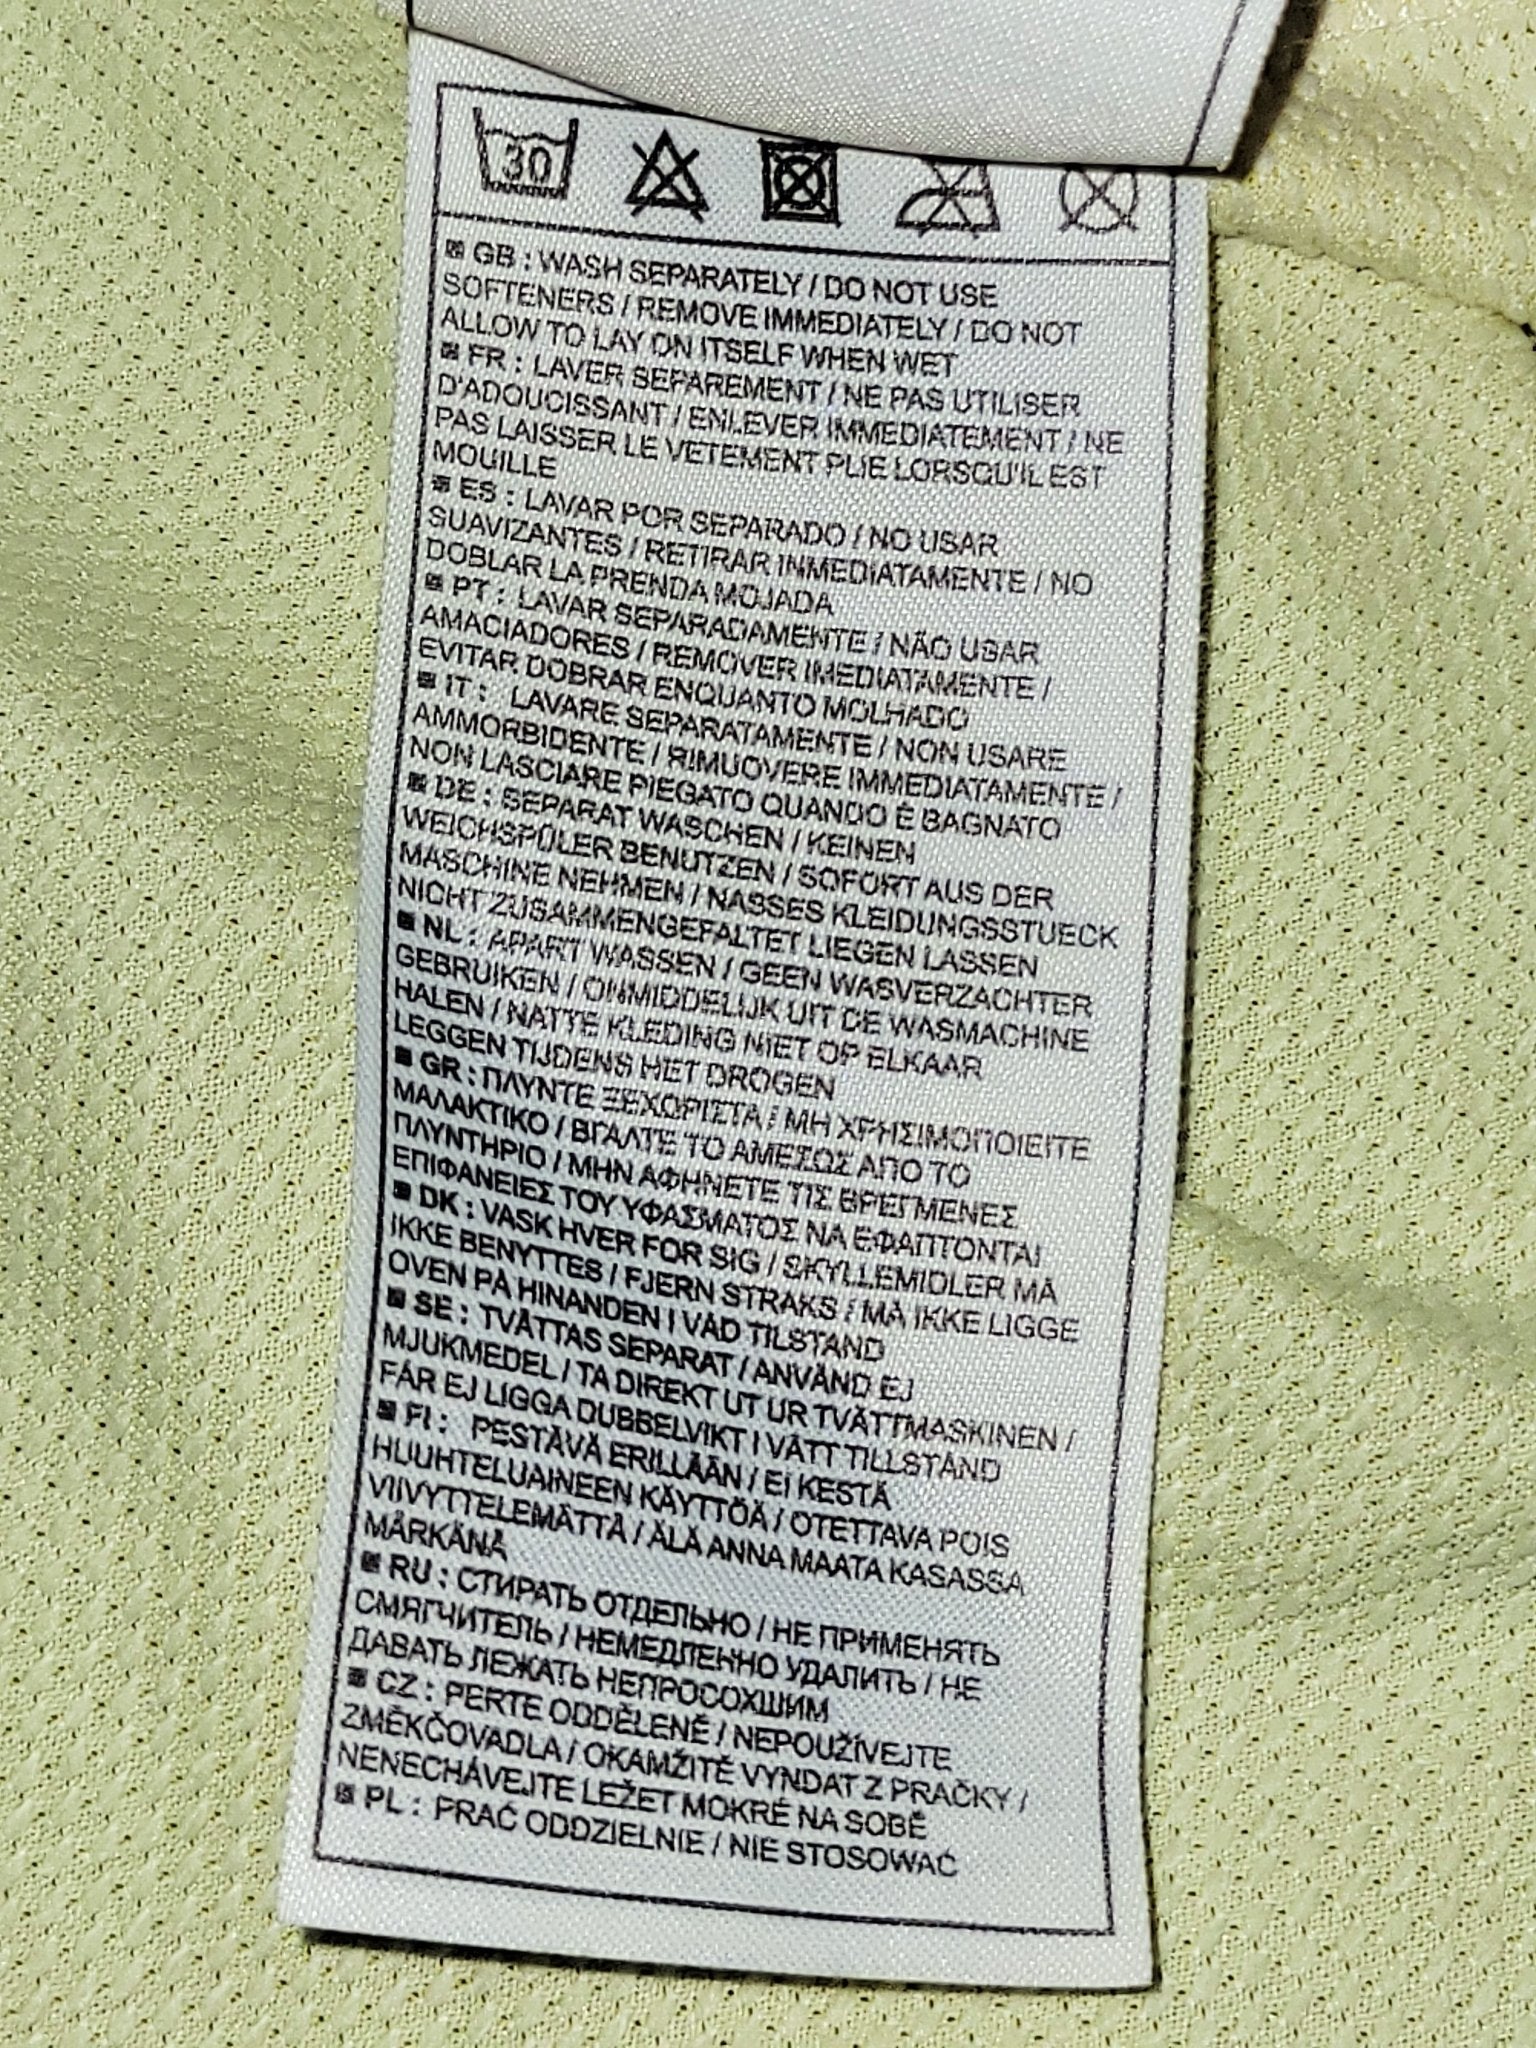 30
GB : WASH SEPARATELY / DO NOT USE
SOFTENERS / REMOVE IMMEDIATELY / DO NOT
ALLOW TO LAY ON ITSELF WHEN WET
FR : LAVER SEPAREMENT / NE PAS UTILISER
D'ADOUCISSANT / ENLEVER IMMEDIATEMENT / NE
PAS LAISSER LE VETEMENT PLIE LORSQU'IL EST
MOUILLE
ES : LAVAR POR SEPARADO / NO USAR
SUAVIZANTES / RETIRAR INMEDIATAMENTE / NO
DOBLAR LA PRENDA MOJADA
PT : LAVAR SEPARADAMENTE / NÃO USAR
AMACIADORES / REMOVER IMEDIATAMENTE /
EVITAR DOBRAR ENQUANTO MOLHADO
IT : LAVARE SEPARATAMENTE / NON USARE
AMMORBIDENTE / RIMUOVERE IMMEDIATAMENTE /
NON LASCIARE PIEGATO QUANDO È BAGNATO
DE : SEPARAT WASCHEN / KEINEN
WEICHSPÜLER BENUTZEN / SOFORT AUS DER
MASCHINE NEHMEN / NASSES KLEIDUNGSSTUECK
NICHT ZUSAMMENGEFALTET LIEGEN LASSEN
NL : APART WASSEN / GEEN WASVERZACHTER
GEBRUIKEN / ONMIDDELIJK UIT DE WASMACHINE
HALEN / NATTE KLEDING NIET OP ELKAAR
LEGGEN TIJDENS HET DROGEN
GR : ΠΛΥΝΤΕ ΞΕΧΩΡΙΣΤΑ / ΜΗ ΧΡΗΣΙΜΟΠΟΙΕΙΤΕ
ΜΑΛΑΚΤΙΚΟ / ΒΓΑΛΤΕ ΤΟ ΑΜΕΣΩΣ ΑΠΟ ΤΟ
ΠΛΥΝΤΗΡΙΟ / ΜΗΝ ΑΦΗΝΕΤΕ ΤΙΣ ΒΡΕΓΜΕΝΕΣ
ΕΠΙΦΑΝΕΙΕΣ ΤΟΥ ΥΦΑΣΜΑΤΟΣ ΝΑ ΕΦΑΠΤΟΝΤΑΙ
DK : VASK HVER FOR SIG / SKYLLEMIDLER MÅ
IKKE BENYTTES / FJERN STRAKS / MÅ IKKE LIGGE
OVEN PÅ HINANDEN I VÅD TILSTAND
SE : TVÄTTAS SEPARAT / ANVÄND EJ
MJUKMEDEL / TA DIREKT UT UR TVÄTTMASKINEN /
FÅR EJ LIGGA DUBBELVIKT I VÅTT TILLSTÅND
FI : PESTÄVÄ ERILLÄÄN / EI KESTÄ
HUUHTELUAINEEN KÄYTTÖÄ / OTETTAVA POIS
VIIVYTTELEMÄTTÄ / ÄLÄ ANNA MAATA KASASSA
MÄRKÄNÄ
RU : СТИРАТЬ ОТДЕЛЬНО / НЕ ПРИМЕНЯТЬ
СМЯГЧИТЕЛЬ / НЕМЕДЛЕННО УДАЛИТЬ / НЕ
ДАВАТЬ ЛЕЖАТЬ НЕПРОСОХШИМ
CZ : PERTE ODDĚLENĚ / NEPOUŽÍVEJTE
ZMĚKČOVADLA / OKAMŽITĚ VYNDAT Z PRAČKY /
NENECHÁVEJTE LEŽET MOKRÉ NA SOBĚ
PL : PRAĆ ODDZIELNIE / NIE STOSOWAĆ